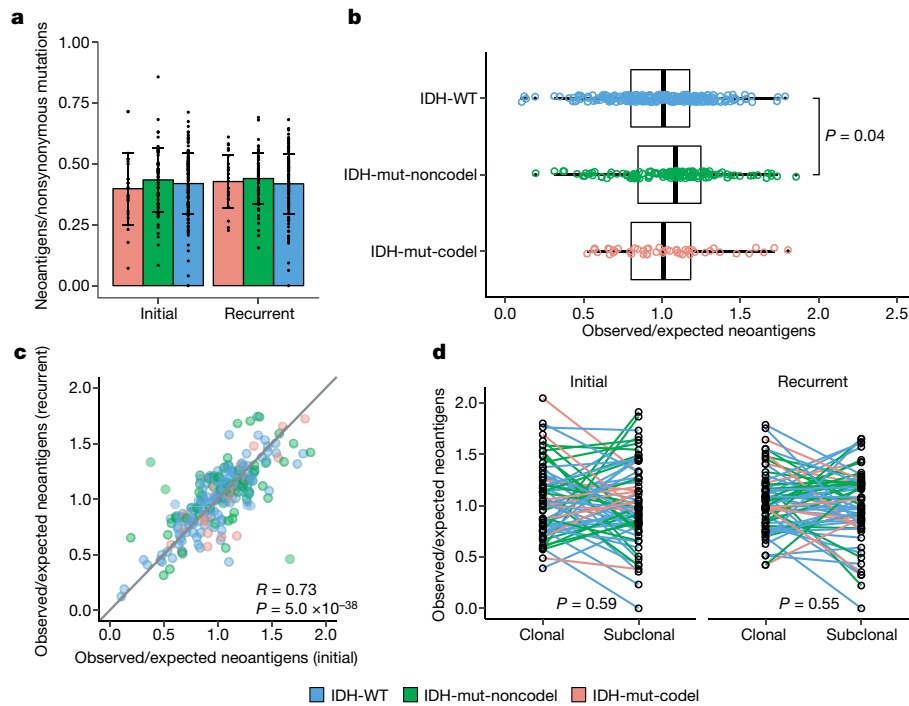 a
Neoantigens/nonsynonymous mutations
1.00
0.75
0.50
0.25
0.00
Initial
Recurrent
b
IDH-WT
IDH-mut-noncodel
IDH-mut-codel
P = 0.04
0.0
0.5
1.0
1.5
2.0
2.5
Observed/expected neoantigens
c
Observed/expected neoantigens (recurrent)
2.0
1.5
1.0
0.5
0.0
R = 0.73
P = 5.0 ×10⁻³⁸
0.0
0.5
1.0
1.5
2.0
Observed/expected neoantigens (initial)
d
Observed/expected neoantigens
Initial
Recurrent
2.0
1.5
1.0
0.5
0.0
P = 0.59
P = 0.55
Clonal
Subclonal
Clonal
Subclonal
IDH-WT
IDH-mut-noncodel
IDH-mut-codel